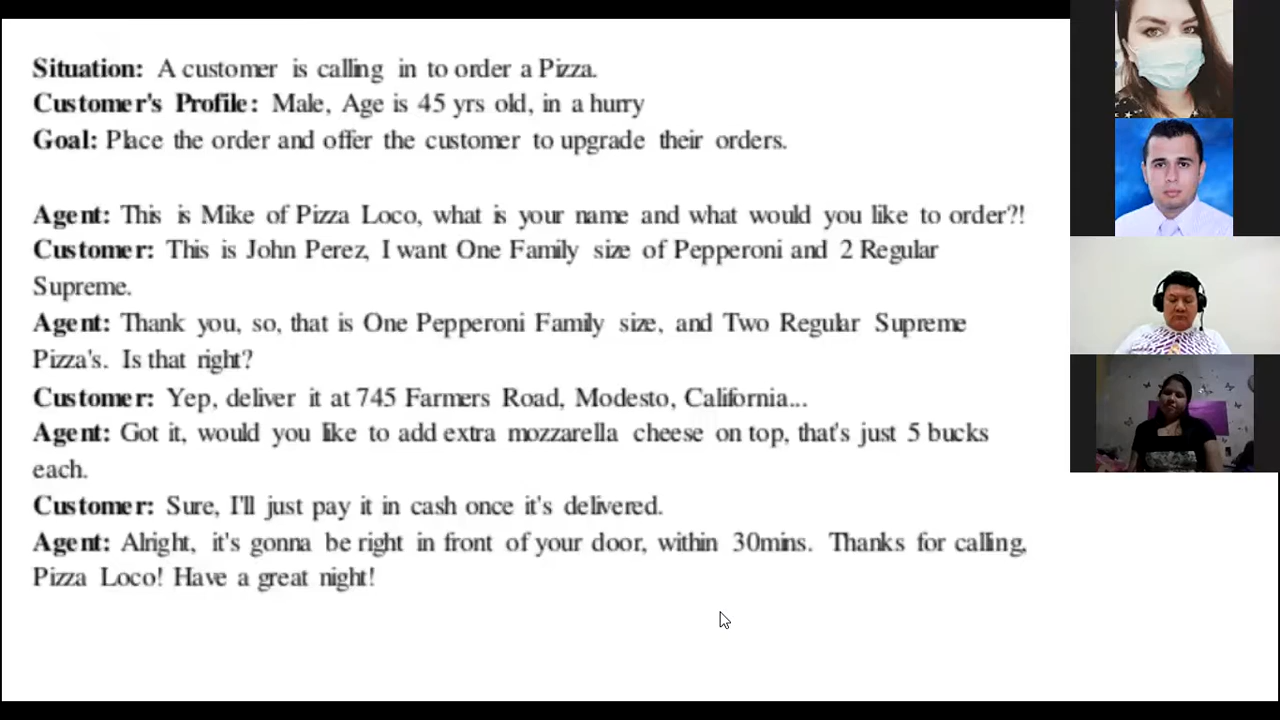 Situation: A customer is calling in to order a Pizza.
Customer's Profile: Male, Age is 45 yrs old, in a hurry
Goal: Place the order and offer the customer to upgrade their orders.
Agent: This is Mike of Pizza Loco, what is your name and what would you like to order?!
Customer: This is John Perez, I want One Family size of Pepperoni and 2 Regular
Supreme.
Agent: Thank you, so, that is One Pepperoni Family size, and Two Regular Supreme
Pizza's. Is that right?
Customer: Yep, deliver it at 745 Farmers Road, Modesto, California...
Agent: Got it, would you like to add extra mozzarella cheese on top, that's just 5 bucks
each.
Customer: Sure, I'll just pay it in cash once it's delivered.
Agent: Alright, it's gonna be right in front of your door, within 30mins. Thanks for calling,
Pizza Loco! Have a great night!